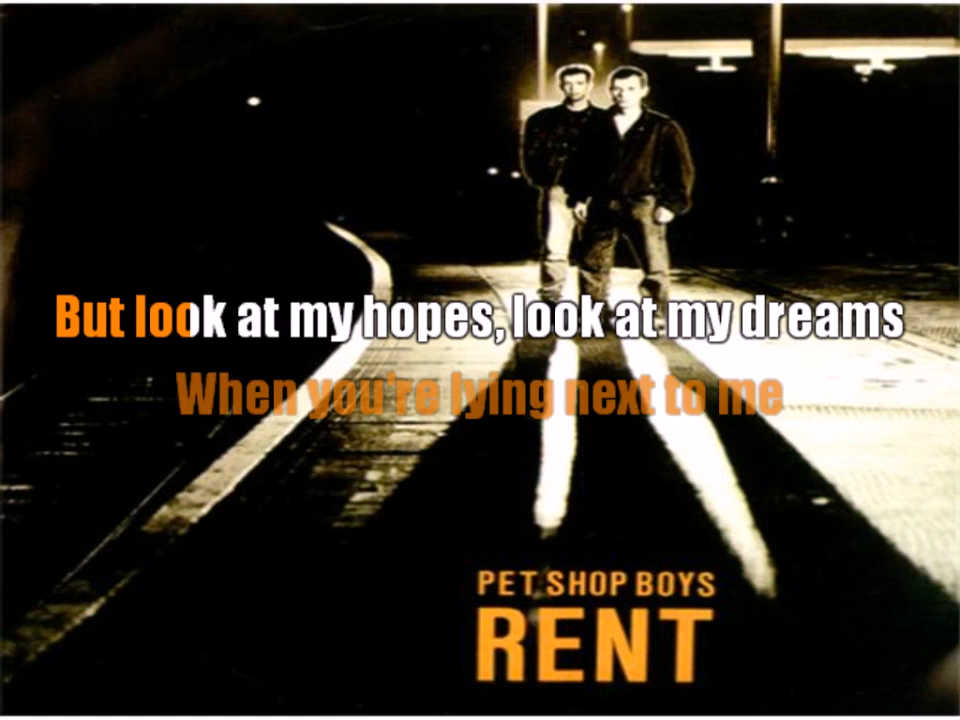 But look at my hopes, look at my dreams
When you're lying next to me
PET SHOP BOYS
RENT